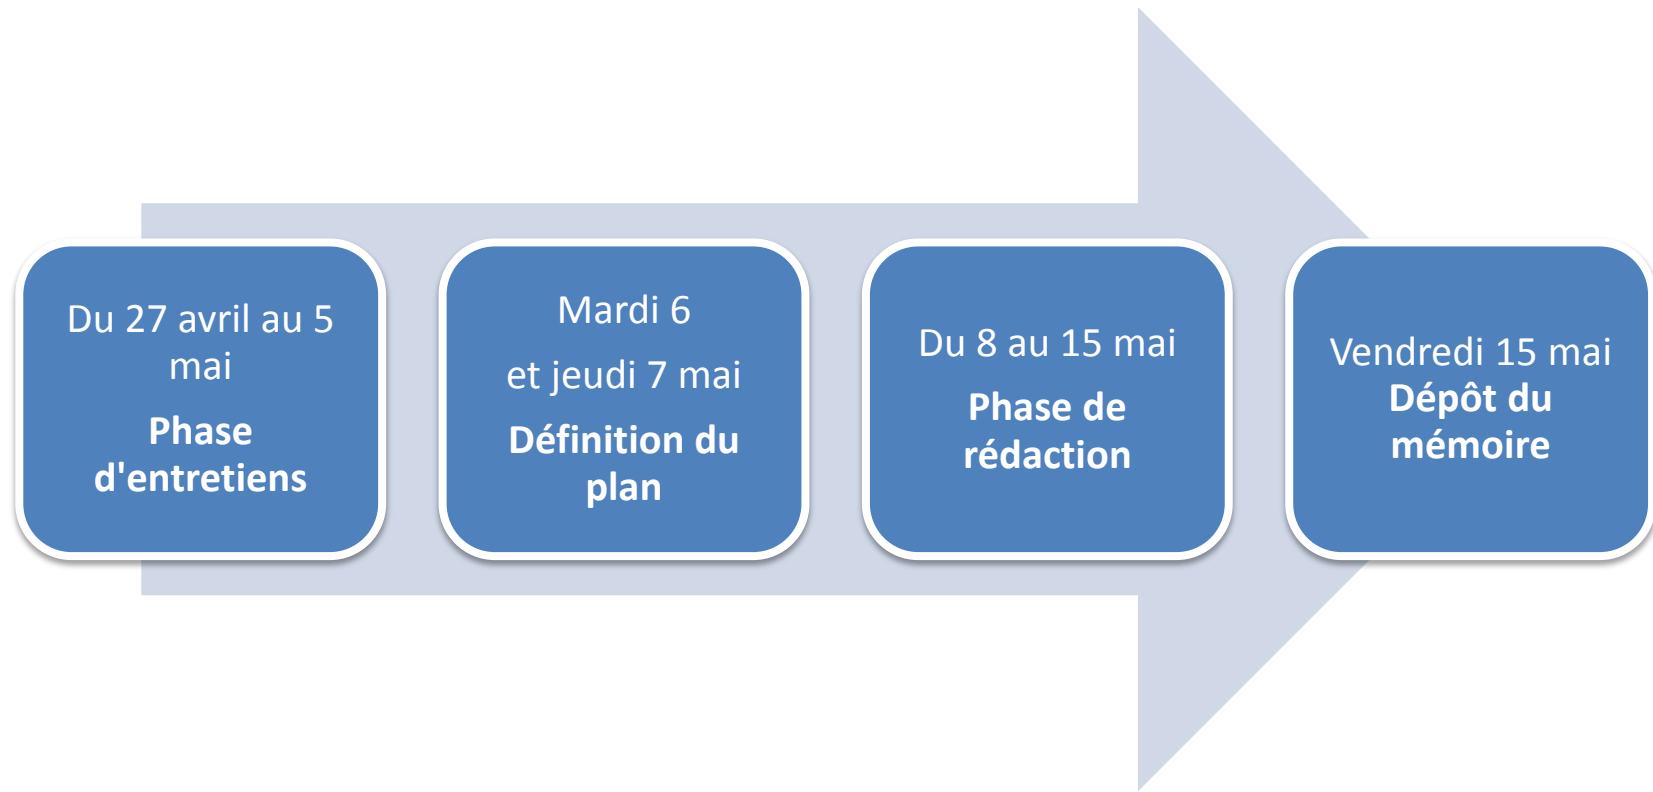 Du 27 avril au 5
mai
Phase
d'entretiens
Mardi 6
et jeudi 7 mai
Définition du
plan
Du 8 au 15 mai
Phase de
rédaction
Vendredi 15 mai
Dépôt du
mémoire